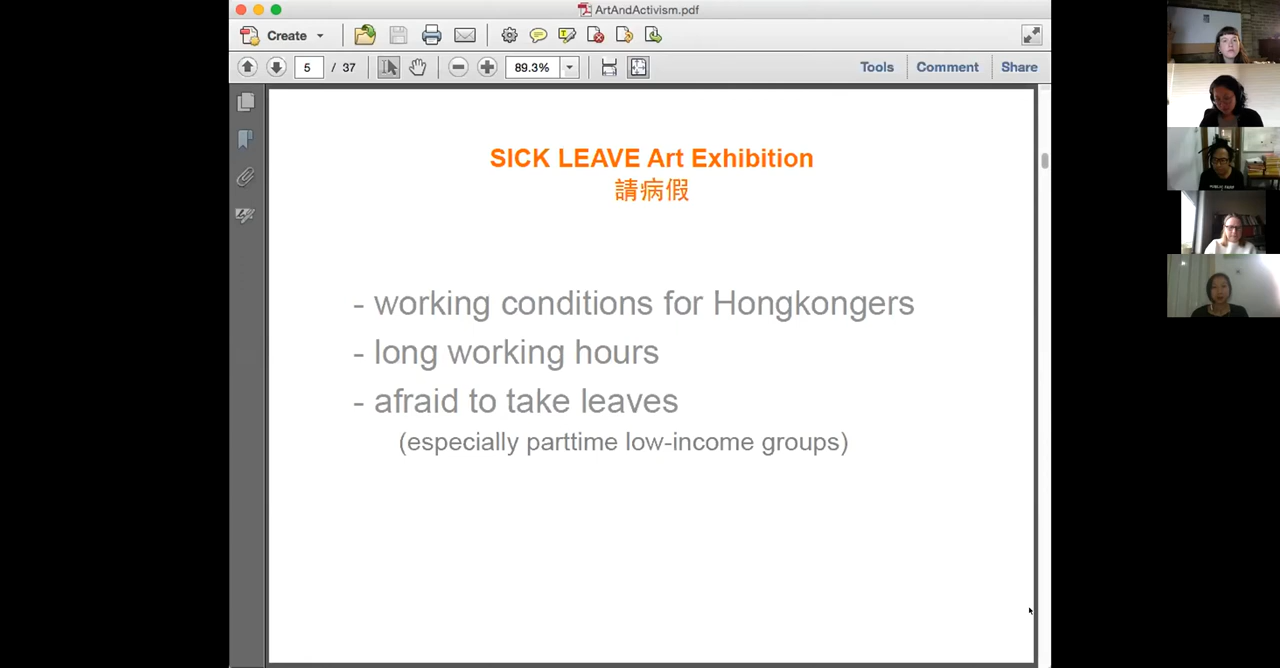 ArtAndActivism.pdf
Create
5 / 37
89.3%
Tools
Comment
Share
SICK LEAVE Art Exhibition
請病假
- working conditions for Hongkongers
- long working hours
- afraid to take leaves
(especially parttime low-income groups)